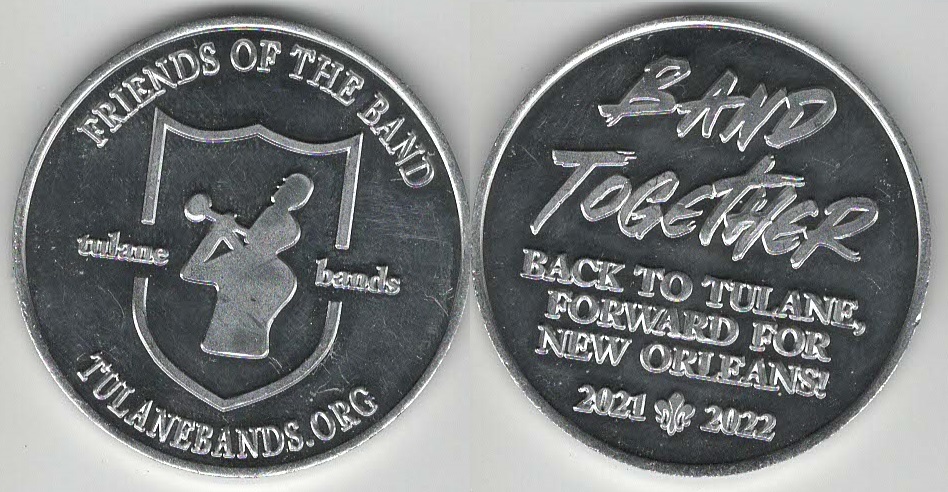 FRIENDS OF THE BAND
tulane
bands
TULANEBANDS.ORG
BAND
TOGETHER
BACK TO TULANE,
FORWARD FOR
NEW ORLEANS!
2021 2022